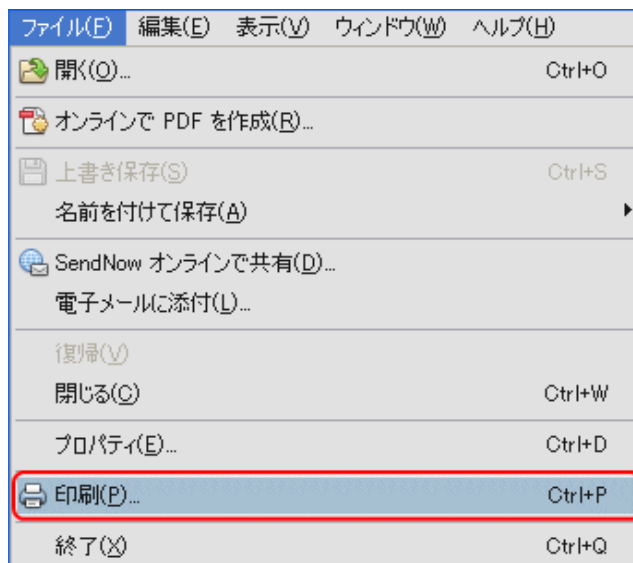 ファイル(F) 編集(E) 表示(V) ウィンドウ(W) ヘルプ(H)
開く(O)... Ctrl+O
オンラインで PDF を作成(R)...
上書き保存(S) Ctrl+S
名前を付けて保存(A)
SendNow オンラインで共有(D)...
電子メールに添付(L)...
復帰(V)
閉じる(C) Ctrl+W
プロパティ(E)... Ctrl+D
印刷(P)... Ctrl+P
終了(X) Ctrl+Q